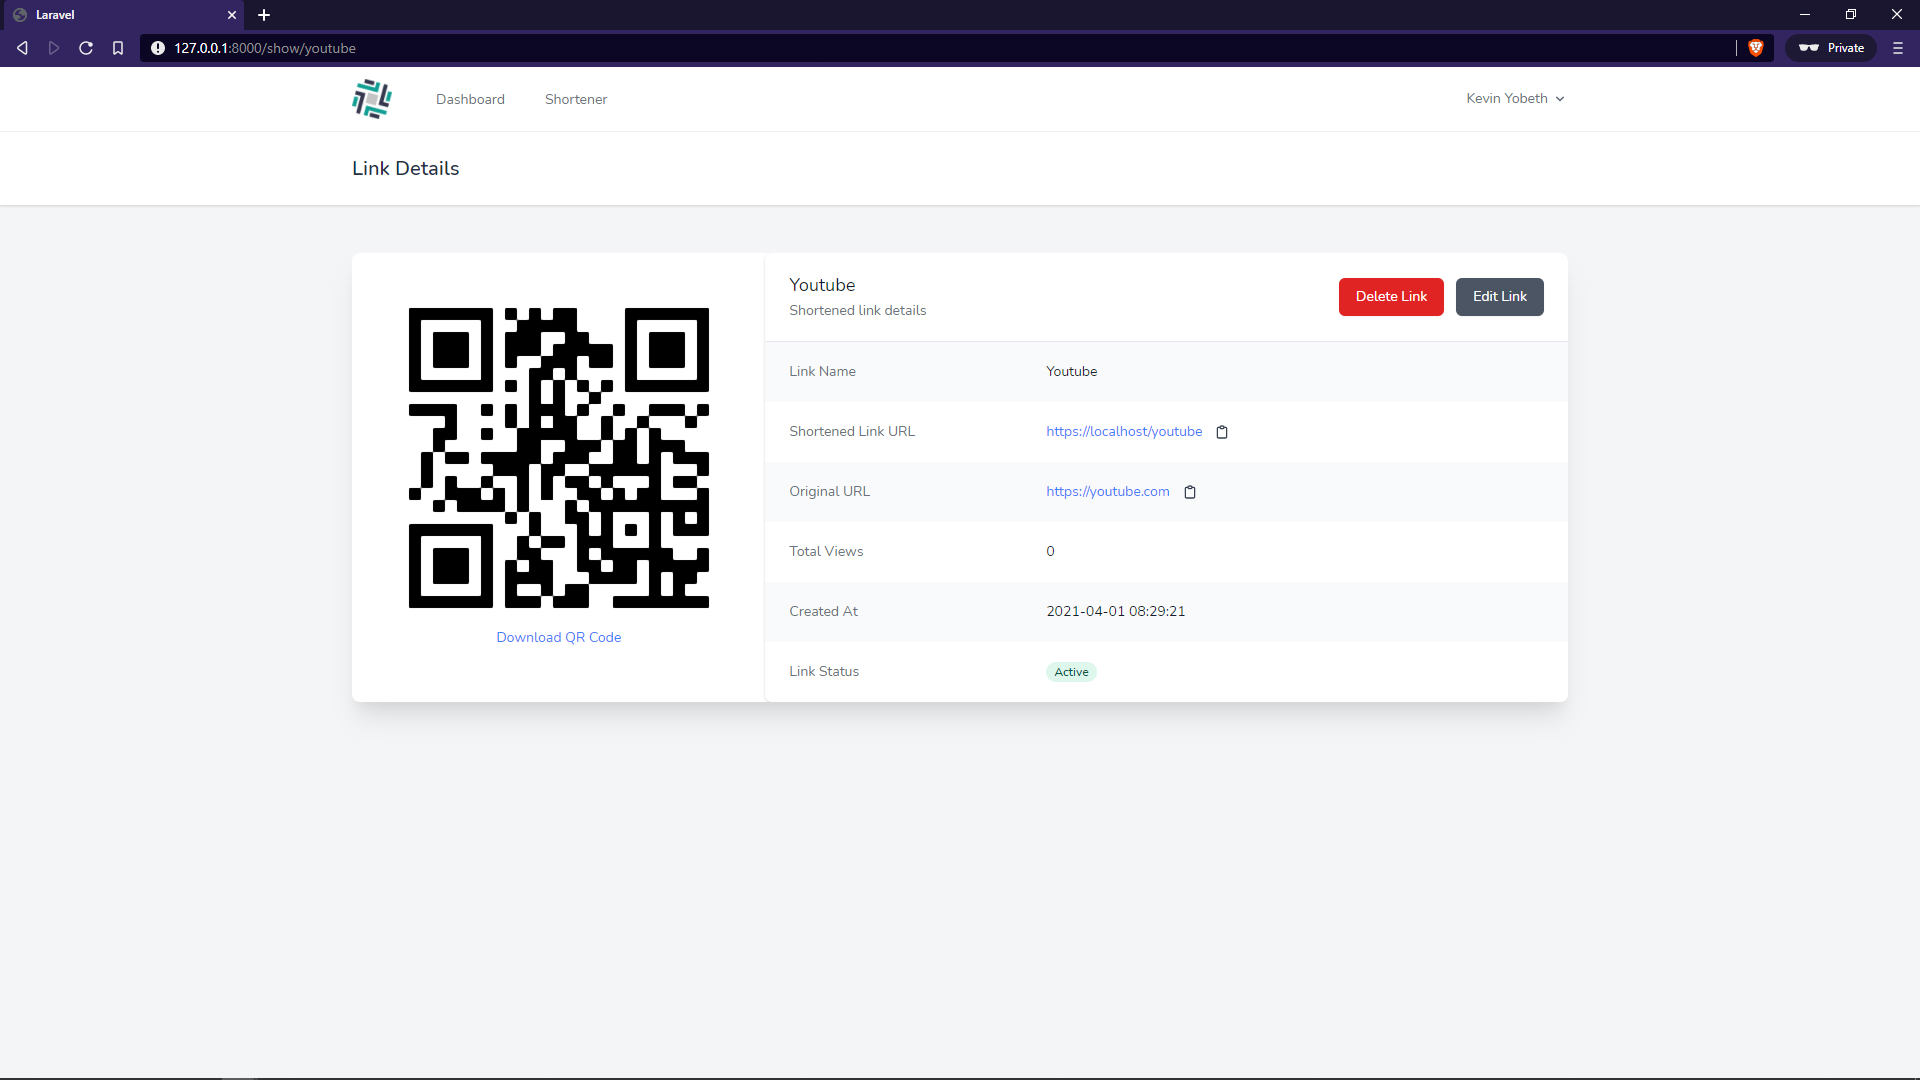 Laravel
127.0.0.1:8000/show/youtube
Private
Dashboard
Shortener
Kevin Yobeth
Link Details
Download QR Code
Youtube
Shortened link details
Delete Link
Edit Link
Link Name
Youtube
Shortened Link URL
https://localhost/youtube
Original URL
https://youtube.com
Total Views
0
Created At
2021-04-01 08:29:21
Link Status
Active